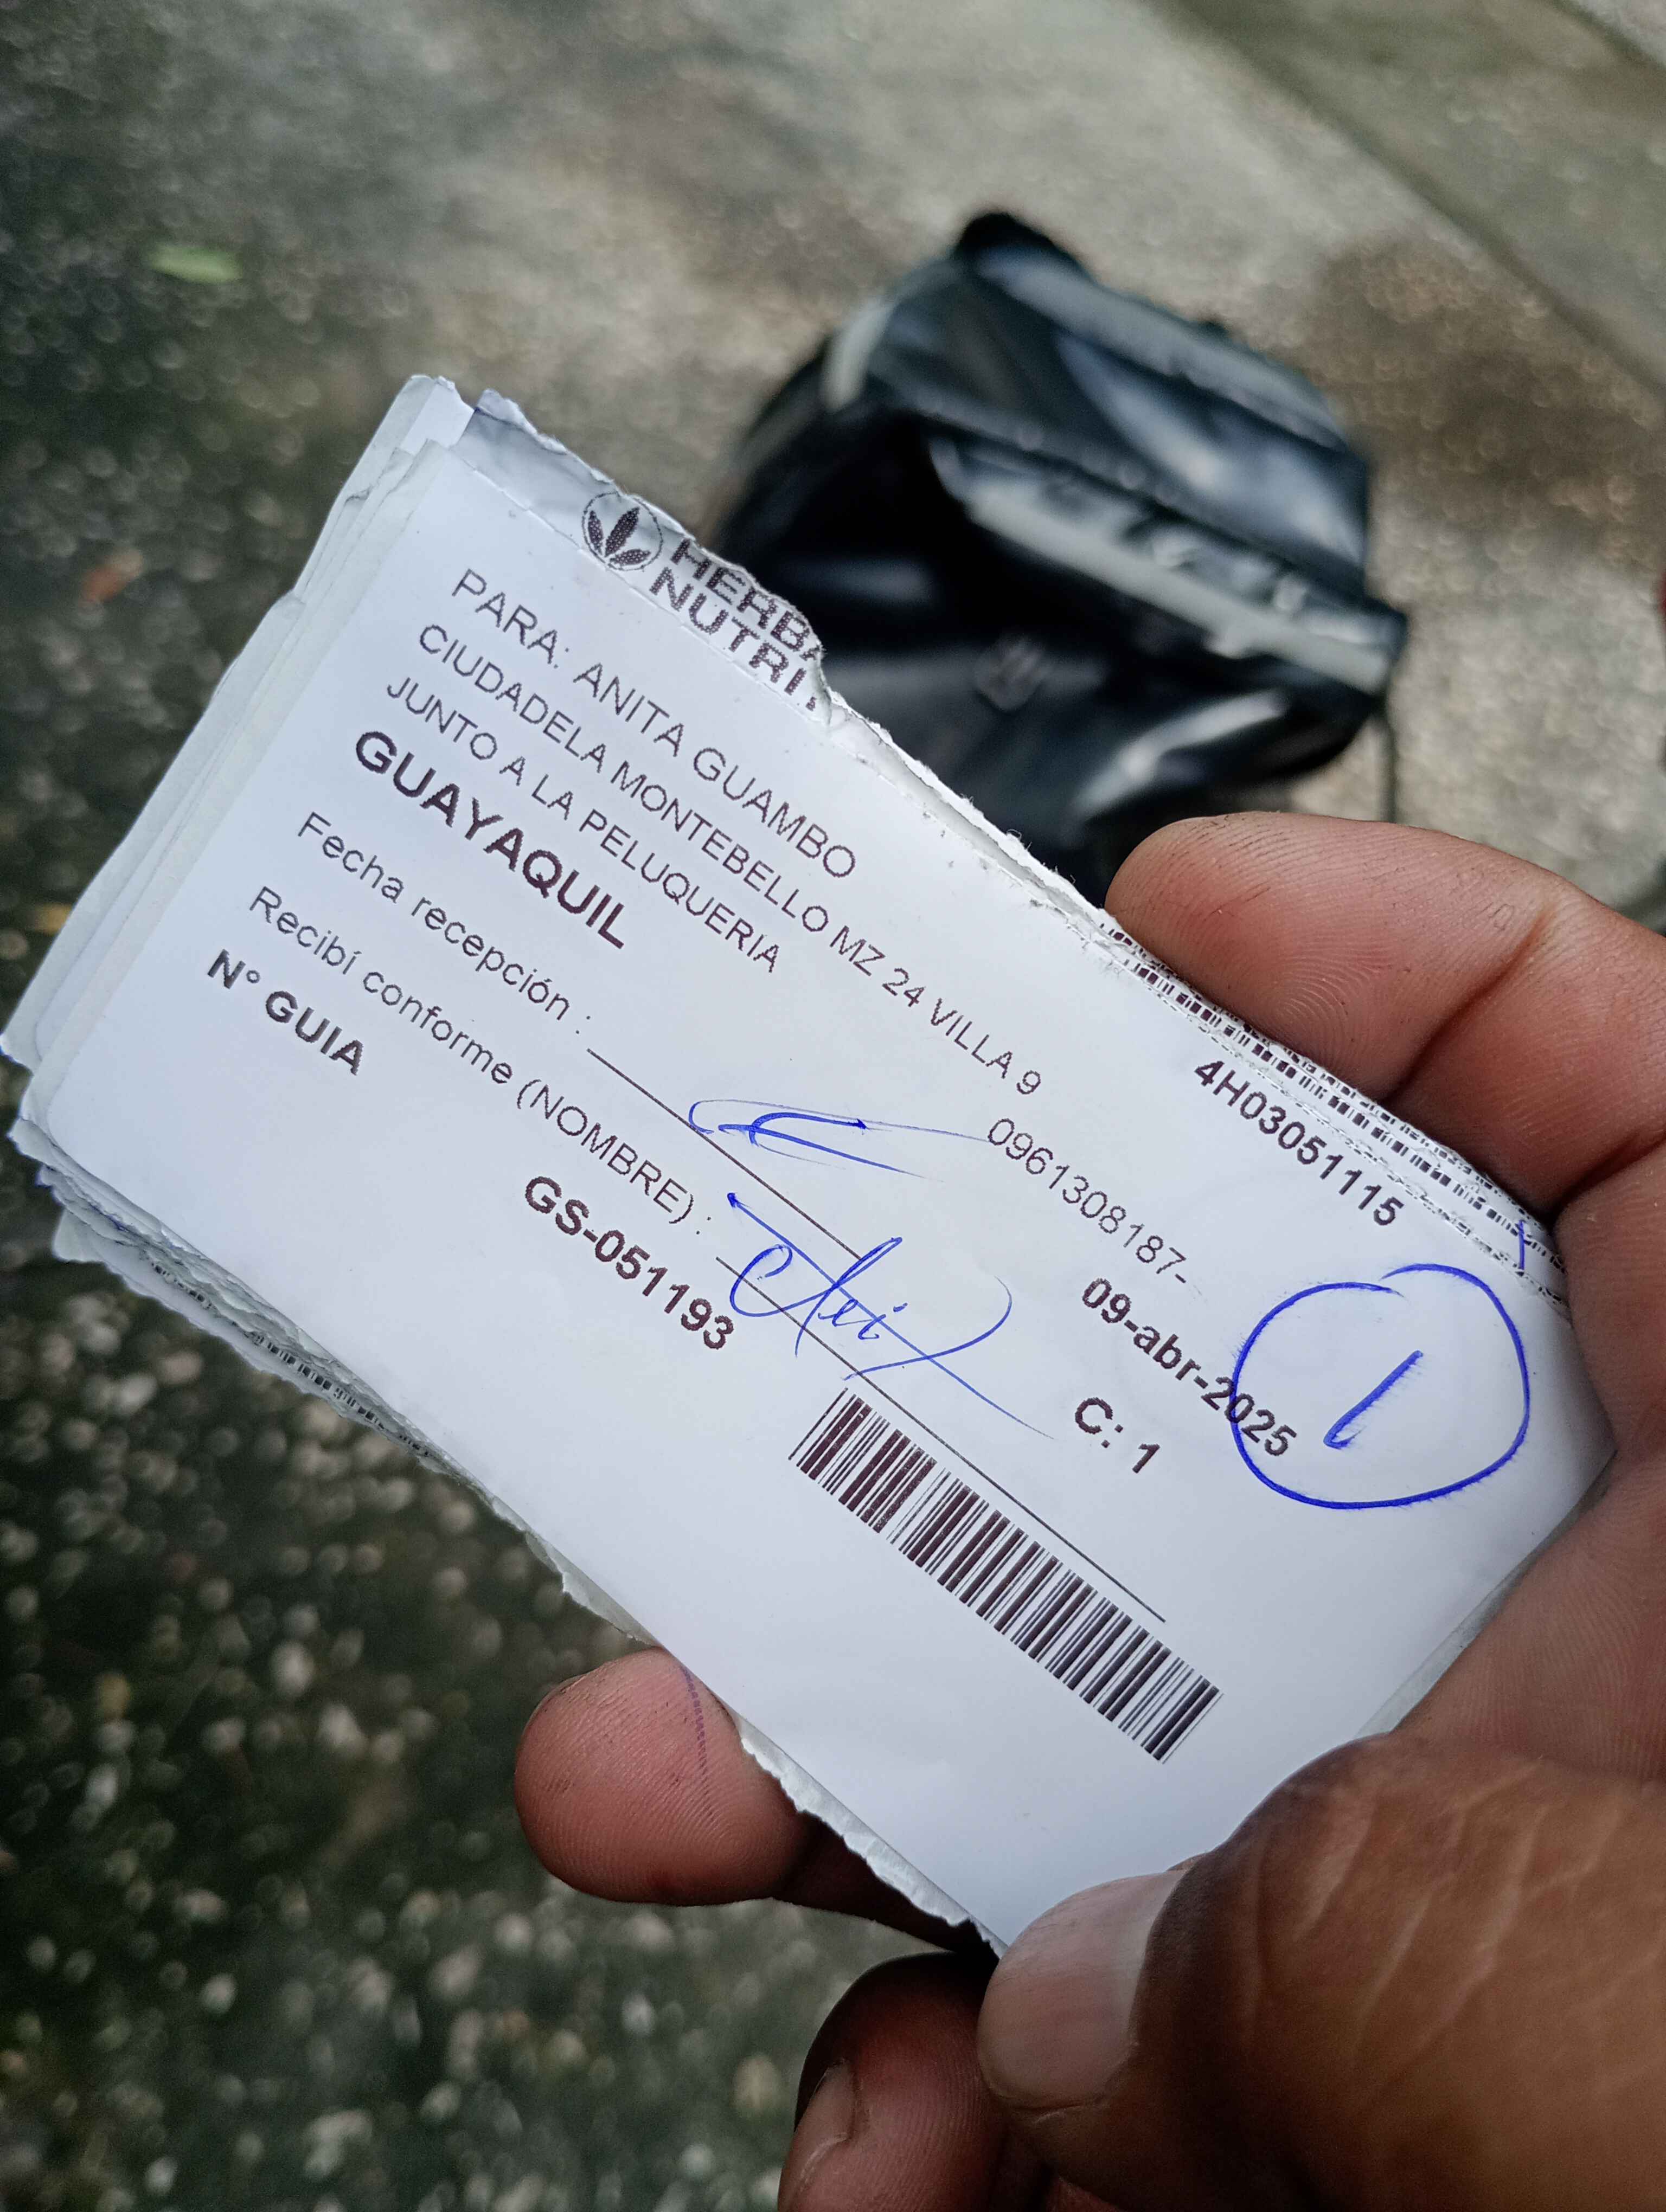 HERBA
NUTRI
4H03051115
PARA: ANITA GUAMBO
CIUDADELA MONTEBELLO MZ 24 VILLA 9
JUNTO A LA PELUQUERIA
0961308187-
GUAYAQUIL
09-abr-2025
1
Fecha recepción :
C: 1
Recibí conforme (NOMBRE) :
N° GUIA
GS-051193